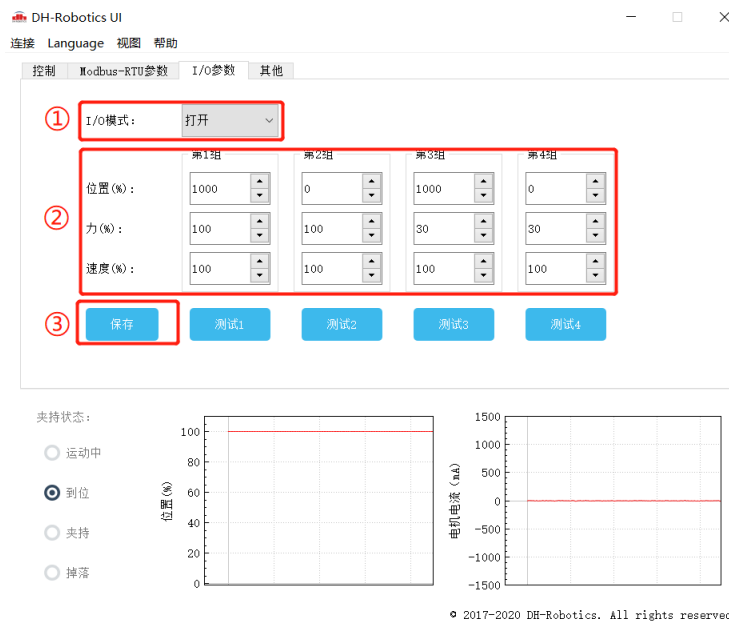 DH-Robotics UI
连接 Language 视图 帮助
控制 Modbus-RTU参数 I/O参数 其他
① I/O模式: 打开
第1组 第2组 第3组 第4组
② 位置(%): 1000 0 1000 0
力(%): 100 100 30 30
速度(%): 100 100 100 100
③ 保存 测试1 测试2 测试3 测试4
夹持状态:
运动中
到位
夹持
掉落
位置(%)
100
80
60
40
20
0
电机电流 (mA)
1500
1000
500
0
-500
-1000
-1500
© 2017-2020 DH-Robotics. All rights reserved